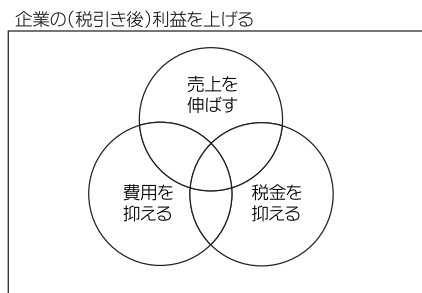 企業の(税引き後)利益を上げる
売上を
伸ばす
費用を
抑える
税金を
抑える